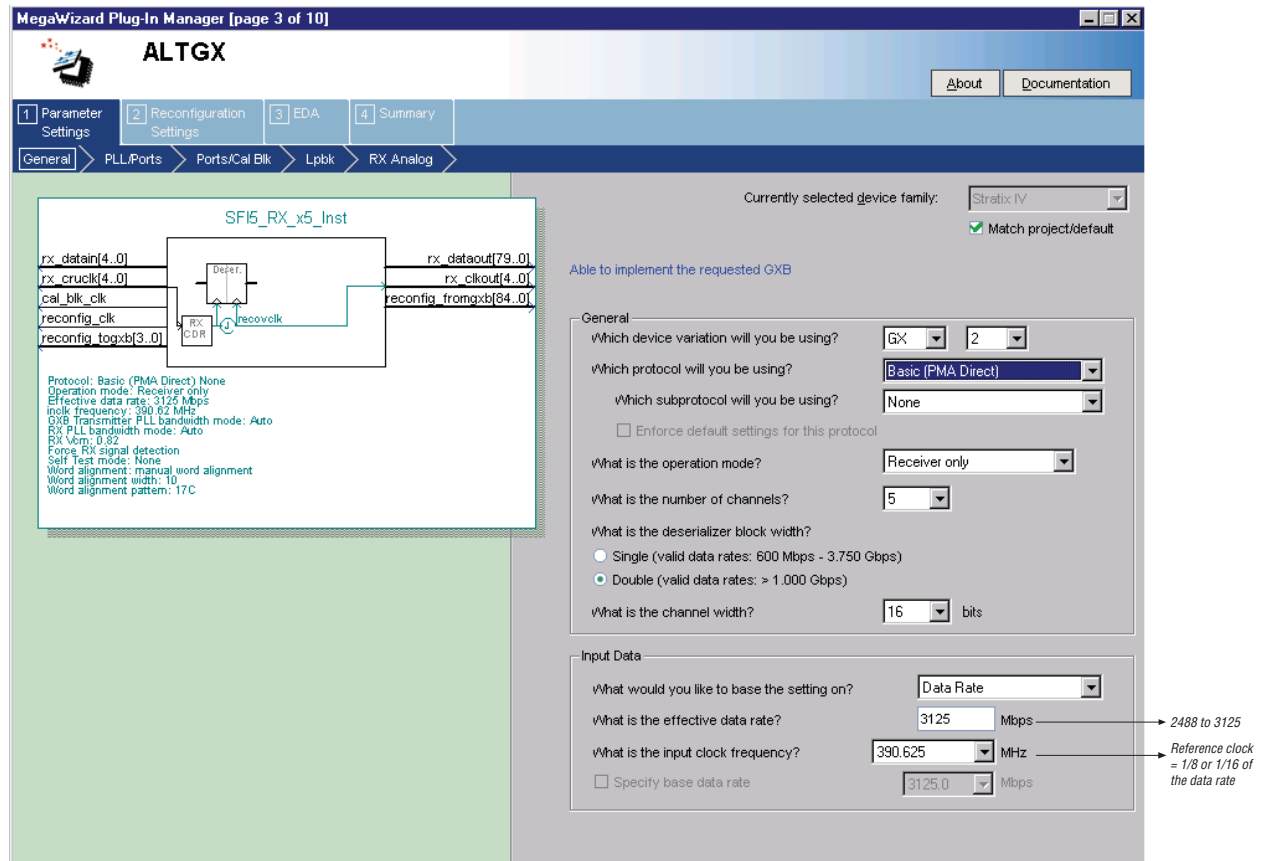 MegaWizard Plug-In Manager [page 3 of 10]
ALTGX
About
Documentation
1 Parameter Settings
2 Reconfiguration Settings
3 EDA
4 Summary
General
PLL/Ports
Ports/Cal Blk
Lpbk
RX Analog
SFI5_RX_x5_Inst
rx_datain[4..0]
rx_cruclk[4..0]
cal_blk_clk
reconfig_clk
reconfig_togxb[3..0]
Deser.
RX CDR
recovclk
rx_dataout[79..0]
rx_clkout[4..0]
reconfig_fromgxb[84..0]
Protocol: Basic (PMA Direct) None
Operation mode: Receiver only
Effective data rate: 3125 Mbps
inclk frequency: 390.62 MHz
GXB Transmitter PLL bandwidth mode: Auto
RX PLL bandwidth mode: Auto
RX Vcm: 0.82
Force RX signal detection
Self Test mode: None
Word alignment: manual word alignment
Word alignment width: 10
Word alignment pattern: 17C
Currently selected device family:
Stratix IV
Match project/default
Able to implement the requested GXB
General
Which device variation will you be using? GX 2
Which protocol will you be using? Basic (PMA Direct)
Which subprotocol will you be using? None
Enforce default settings for this protocol
What is the operation mode? Receiver only
What is the number of channels? 5
What is the deserializer block width?
Single (valid data rates: 600 Mbps - 3.750 Gbps)
Double (valid data rates: > 1.000 Gbps)
What is the channel width? 16 bits
Input Data
What would you like to base the setting on? Data Rate
What is the effective data rate? 3125 Mbps
What is the input clock frequency? 390.625 MHz
Specify base data rate 3125.0 Mbps
2488 to 3125
Reference clock
= 1/8 or 1/16 of
the data rate